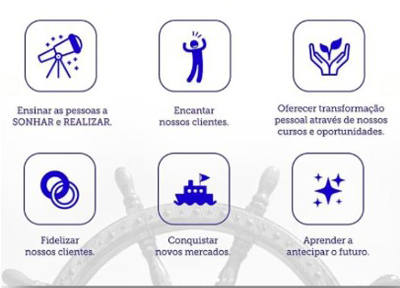 Ensinar as pessoas a
SONHAR e REALIZAR.
Encantar
nossos clientes.
Oferecer transformação
pessoal através de nossos
cursos e oportunidades.
Fidelizar
nossos clientes.
Conquistar
novos mercados.
Aprender a
antecipar o futuro.